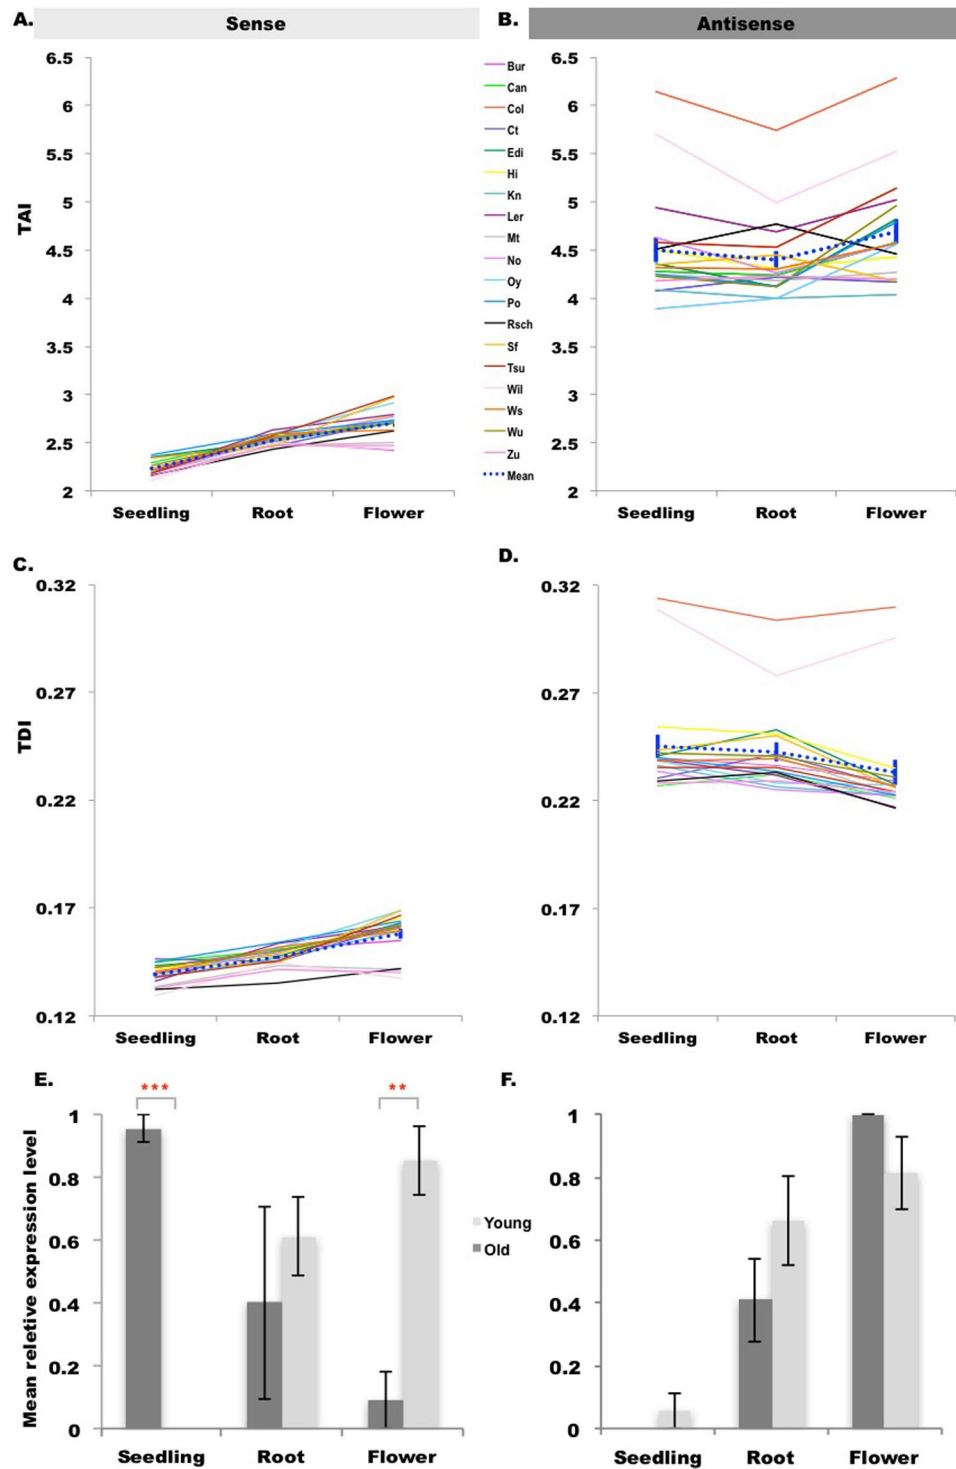 A. Sense
B. Antisense
TAI
6.5
6
5.5
5
4.5
4
3.5
3
2.5
2
Seedling Root Flower
Bur
Can
Col
Ct
Edi
Hi
Kn
Ler
Mt
No
Oy
Po
Rsch
Sf
Tsu
Wil
Ws
Wu
Zu
Mean
6.5
6
5.5
5
4.5
4
3.5
3
2.5
2
Seedling Root Flower
C.
TDI
0.32
0.27
0.22
0.17
0.12
Seedling Root Flower
D.
0.32
0.27
0.22
0.17
0.12
Seedling Root Flower
E.
Mean reletive expression level
*** **
1
0.8
0.6
0.4
0.2
0
Seedling Root Flower
Young
Old
F.
1
0.8
0.6
0.4
0.2
0
Seedling Root Flower